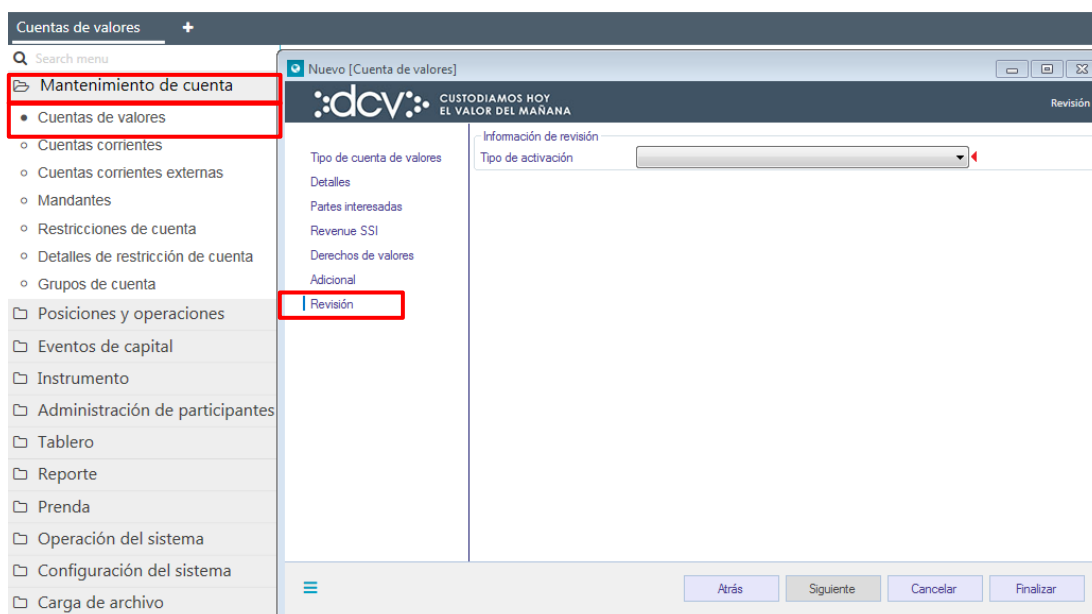 Cuentas de valores +
Search menu
Mantenimiento de cuenta
Cuentas de valores
Cuentas corrientes
Cuentas corrientes externas
Mandantes
Restricciones de cuenta
Detalles de restricción de cuenta
Grupos de cuenta
Posiciones y operaciones
Eventos de capital
Instrumento
Administración de participantes
Tablero
Reporte
Prenda
Operación del sistema
Configuración del sistema
Carga de archivo
Nuevo [Cuenta de valores]
dcv
CUSTODIAMOS HOY
EL VALOR DEL MAÑANA
Revisión
Tipo de cuenta de valores
Detalles
Partes interesadas
Revenue SSI
Derechos de valores
Adicional
Revisión
Información de revisión
Tipo de activación
Atrás Siguiente Cancelar Finalizar